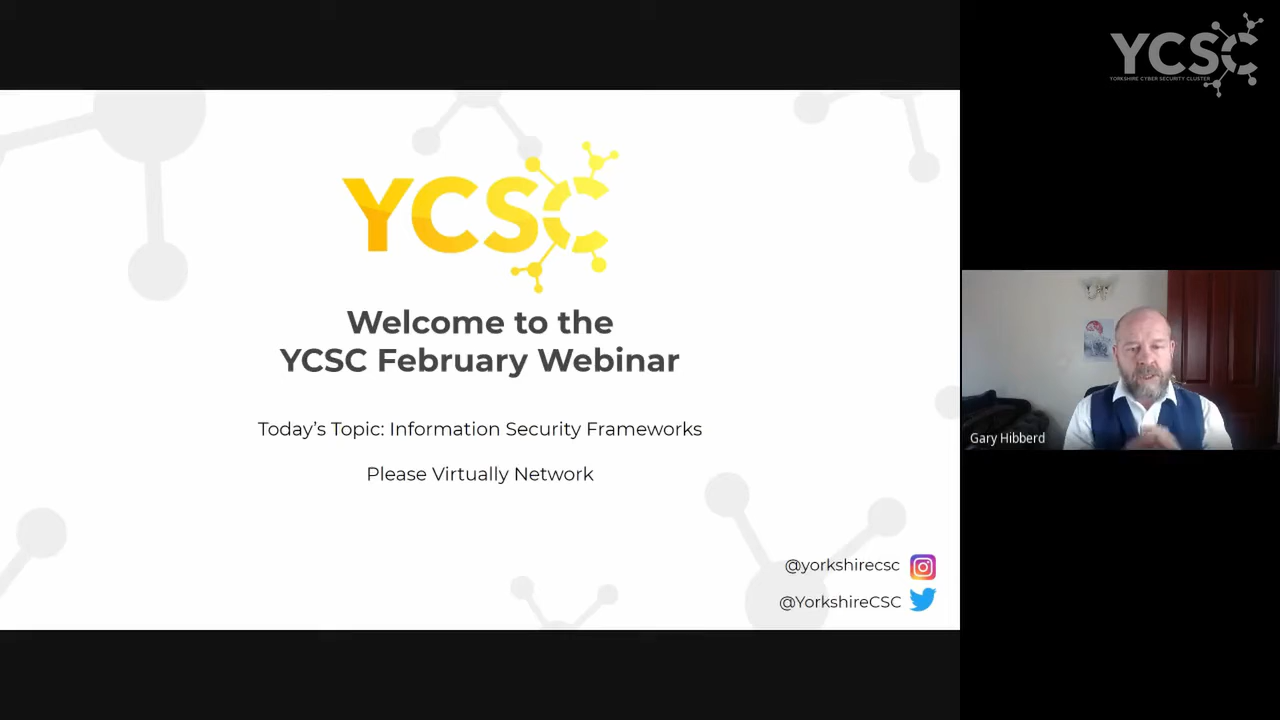 YCSC
Welcome to the
YCSC February Webinar
Today's Topic: Information Security Frameworks
Please Virtually Network
@yorkshirecsc
@YorkshireCSC
YCSC
YORKSHIRE CYBER SECURITY CLUSTER
Gary Hibberd